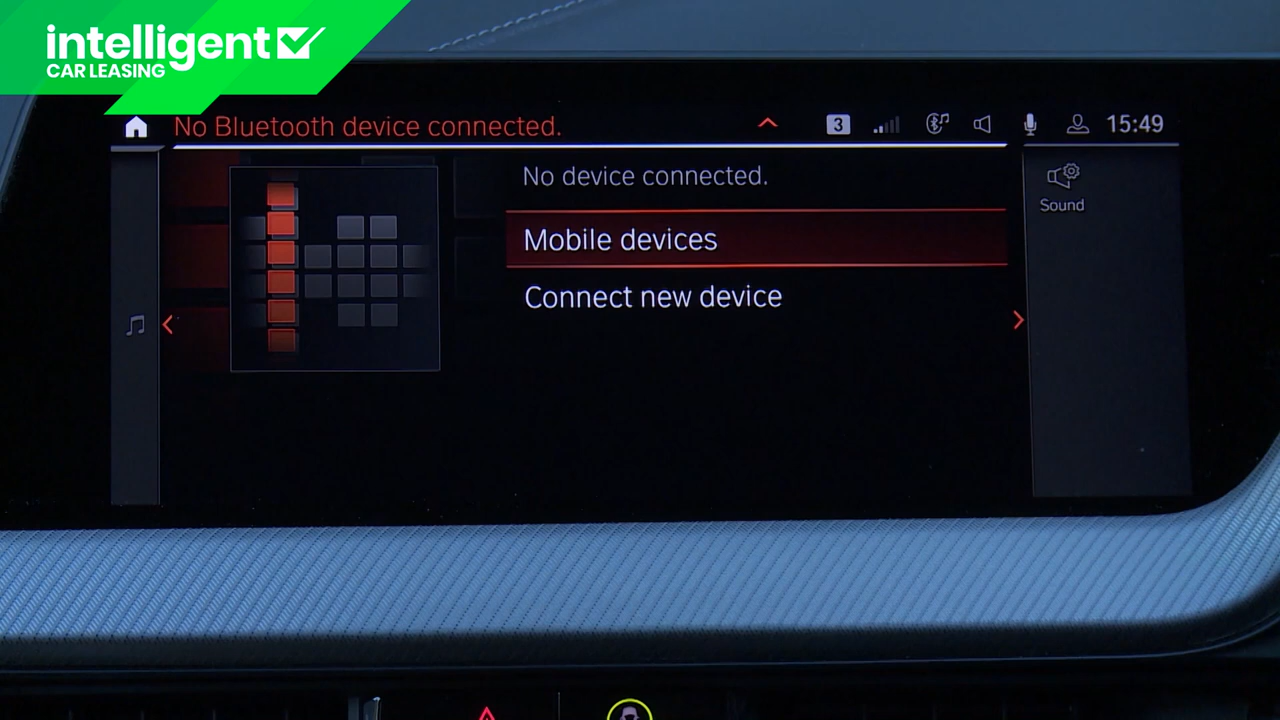 intelligent
CAR LEASING
No Bluetooth device connected.
3
15:49
No device connected.
Mobile devices
Connect new device
Sound